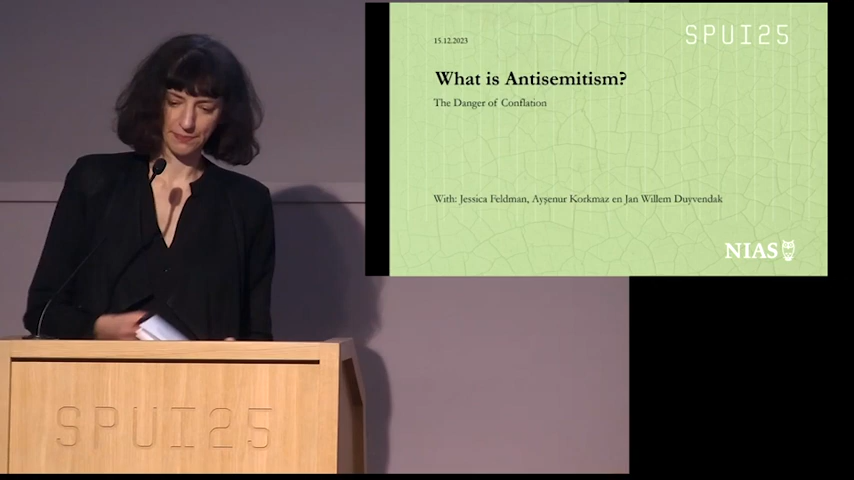 15.12.2023
SPUI25
What is Antisemitism?
The Danger of Conflation
With: Jessica Feldman, Ayşenur Korkmaz en Jan Willem Duyvendak
NIAS
SPUI25